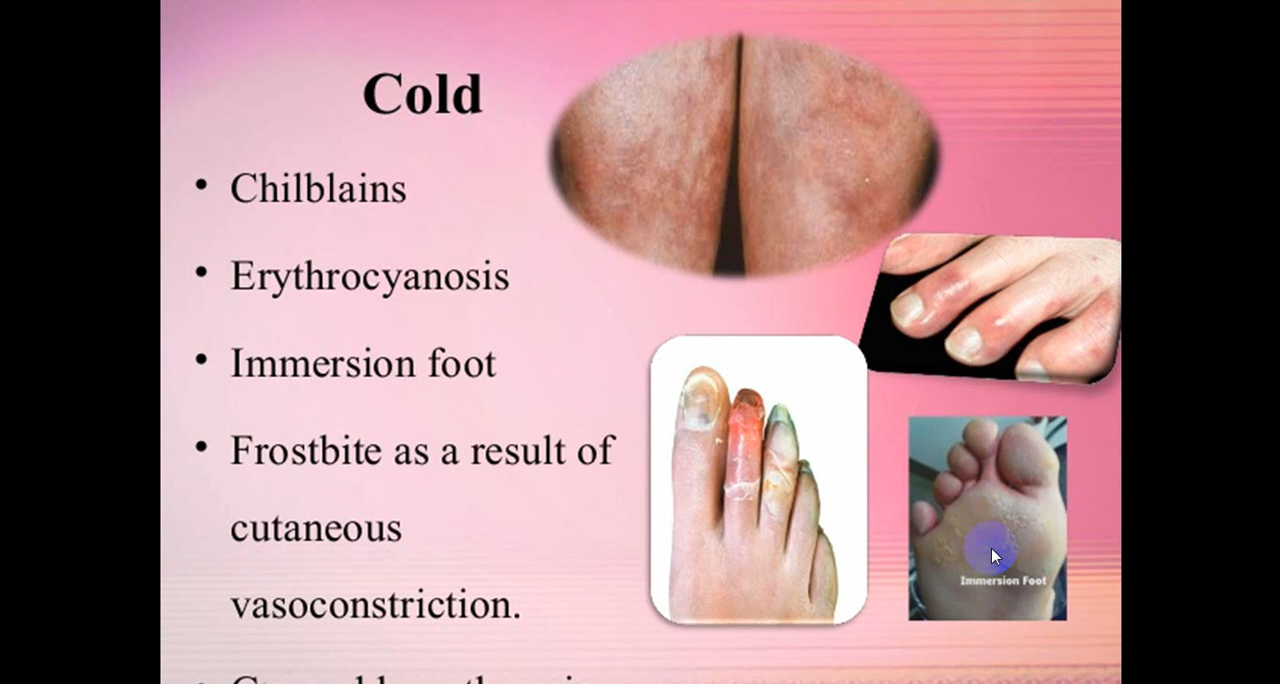 Cold
• Chilblains
• Erythrocyanosis
• Immersion foot
• Frostbite as a result of
cutaneous
vasoconstriction.
Immersion Foot